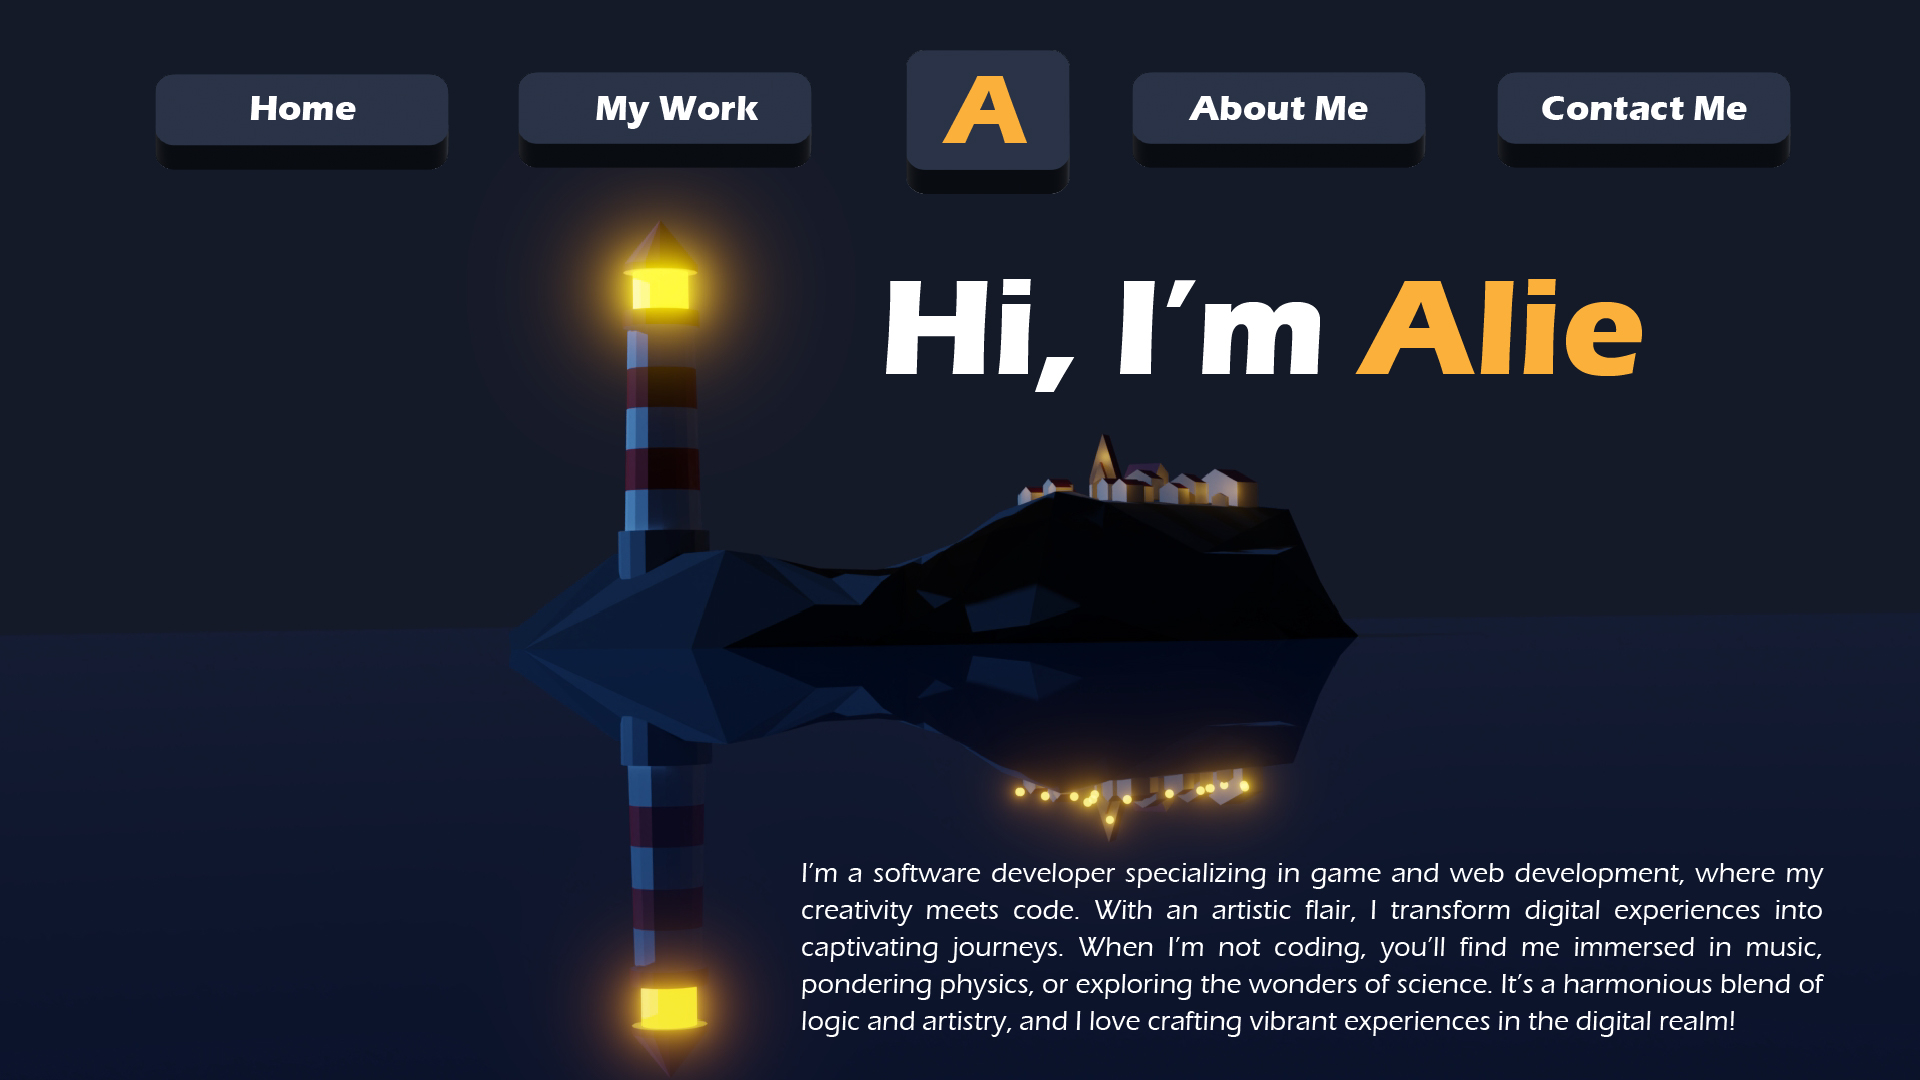 Home
My Work
A
About Me
Contact Me
Hi, I’m Alie
I’m a software developer specializing in game and web development, where my
creativity meets code. With an artistic flair, I transform digital experiences into
captivating journeys. When I’m not coding, you’ll find me immersed in music,
pondering physics, or exploring the wonders of science. It’s a harmonious blend of
logic and artistry, and I love crafting vibrant experiences in the digital realm!